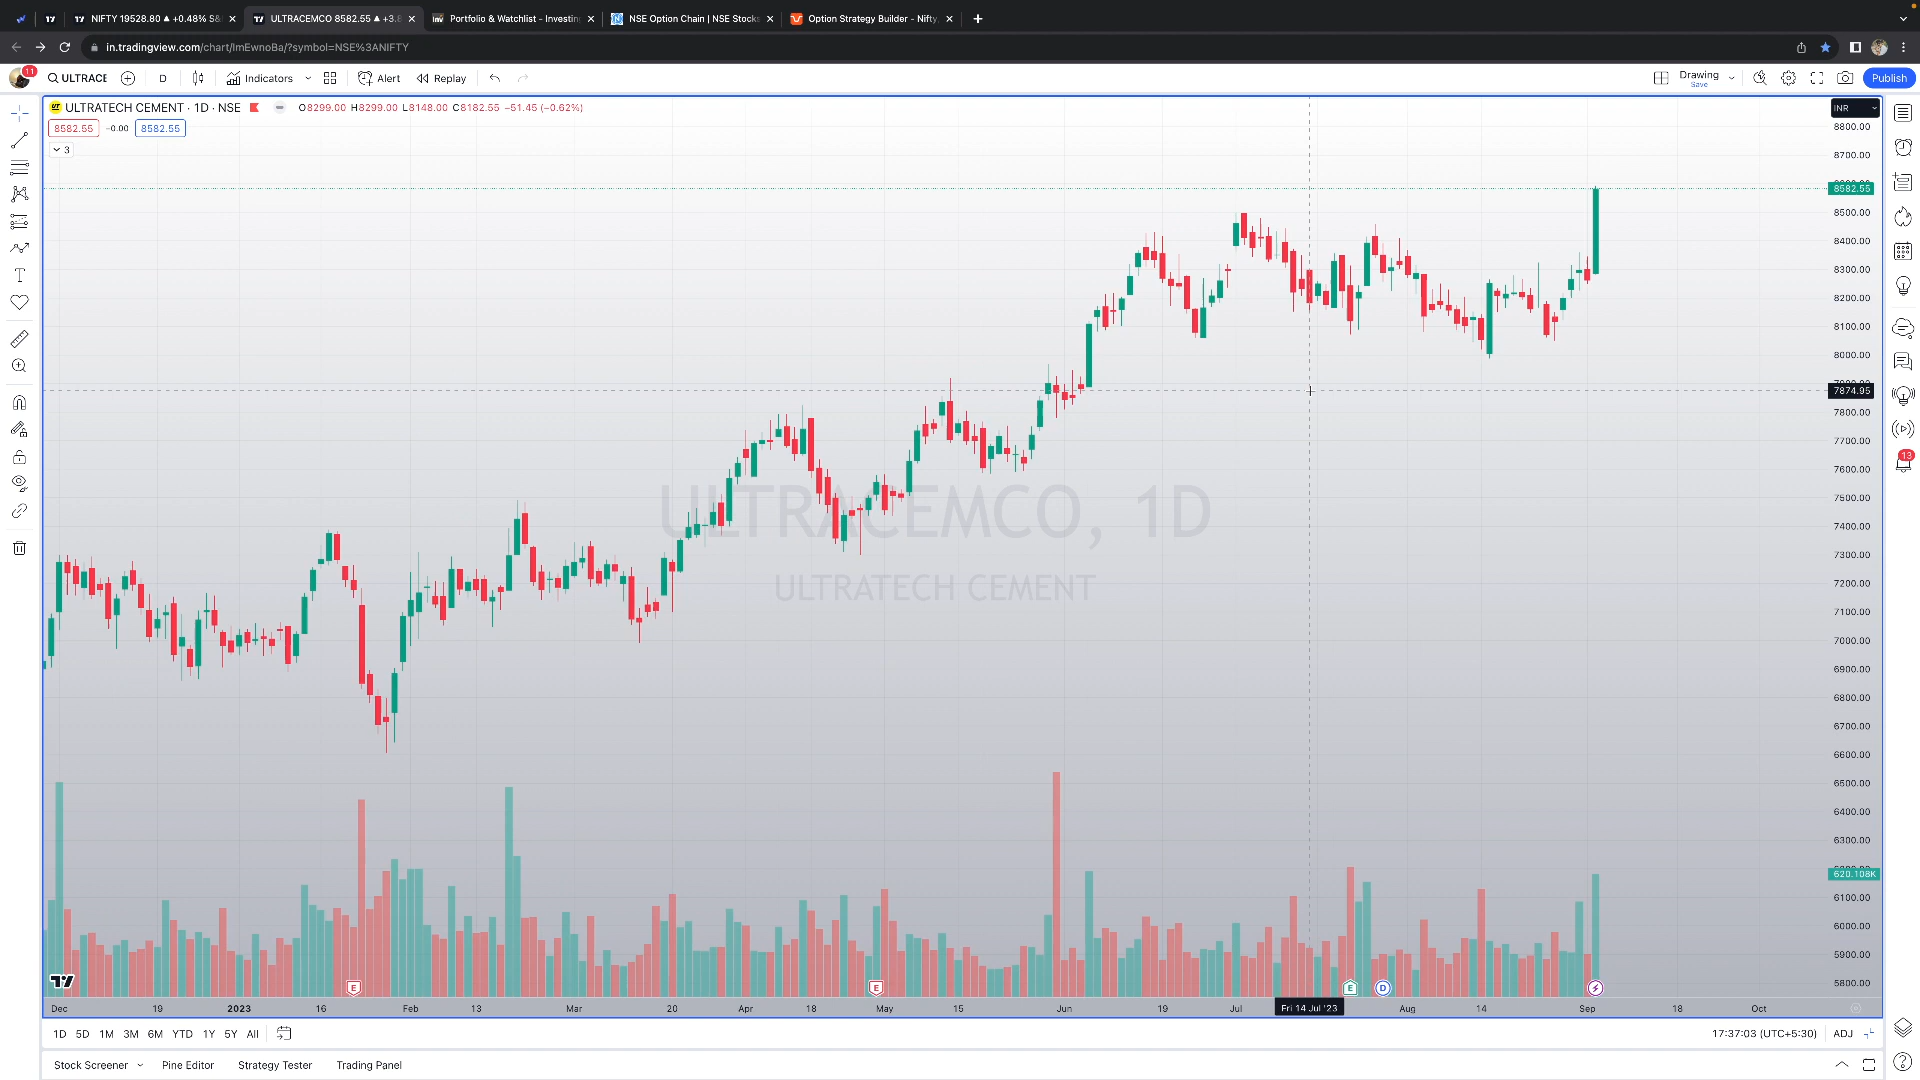 NIFTY 19528.80 ▲ +0.48% S&
ULTRACEMCO 8582.55 ▲ +3.8
Portfolio & Watchlist - Investin
NSE Option Chain | NSE Stocks
Option Strategy Builder - Nifty,
in.tradingview.com/chart/lmEwnoBa/?symbol=NSE%3ANIFTY
11
ULTRACE
D
Indicators
Alert
Replay
Drawing
Save
Publish
ULTRATECH CEMENT · 1D · NSE
O8299.00 H8299.00 L8148.00 C8182.55 −51.45 (−0.62%)
INR
8582.55
-0.00
8582.55
3
8800.00
8700.00
8582.55
8500.00
8400.00
8300.00
8200.00
8100.00
8000.00
7874.95
7800.00
7700.00
7600.00
7500.00
7400.00
7300.00
7200.00
7100.00
7000.00
6900.00
6800.00
6700.00
6600.00
6500.00
6400.00
6300.00
620.108K
6100.00
6000.00
5900.00
5800.00
13
ULTRACEMCO, 1D
ULTRATECH CEMENT
E
E
E
D
Dec
19
2023
16
Feb
13
Mar
20
Apr
18
May
15
Jun
19
Jul
Fri 14 Jul '23
Aug
14
Sep
18
Oct
1D 5D 1M 3M 6M YTD 1Y 5Y All
17:37:03 (UTC+5:30)
ADJ
Stock Screener
Pine Editor
Strategy Tester
Trading Panel